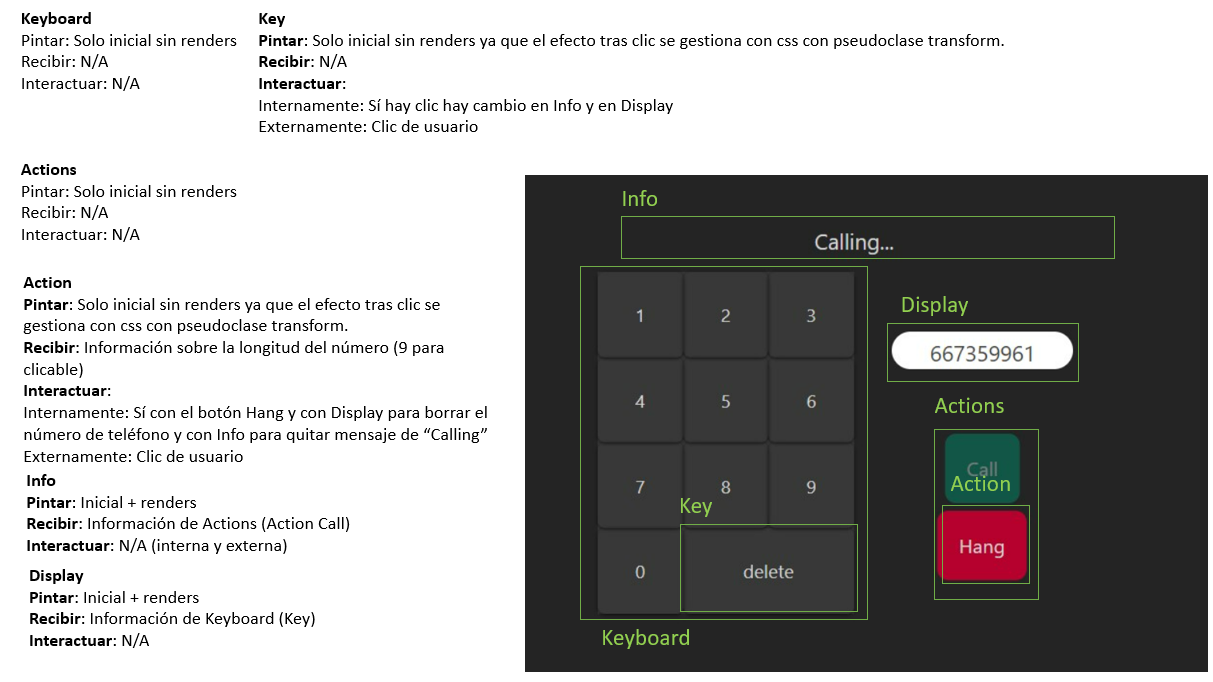 Keyboard
Pintar: Solo inicial sin renders
Recibir: N/A
Interactuar: N/A
Key
Pintar: Solo inicial sin renders ya que el efecto tras clic se gestiona con css con pseudoclase transform.
Recibir: N/A
Interactuar:
Internamente: Sí hay clic hay cambio en Info y en Display
Externamente: Clic de usuario
Actions
Pintar: Solo inicial sin renders
Recibir: N/A
Interactuar: N/A
Action
Pintar: Solo inicial sin renders ya que el efecto tras clic se
gestiona con css con pseudoclase transform.
Recibir: Información sobre la longitud del número (9 para
clicable)
Interactuar:
Internamente: Sí con el botón Hang y con Display para borrar el
número de teléfono y con Info para quitar mensaje de “Calling”
Externamente: Clic de usuario
Info
Pintar: Inicial + renders
Recibir: Información de Actions (Action Call)
Interactuar: N/A (interna y externa)
Display
Pintar: Inicial + renders
Recibir: Información de Keyboard (Key)
Interactuar: N/A
Info
Calling...
1 2 3
4 5 6
7 8 9
Key
0 delete
Keyboard
Display
667359961
Actions
Call
Action
Hang